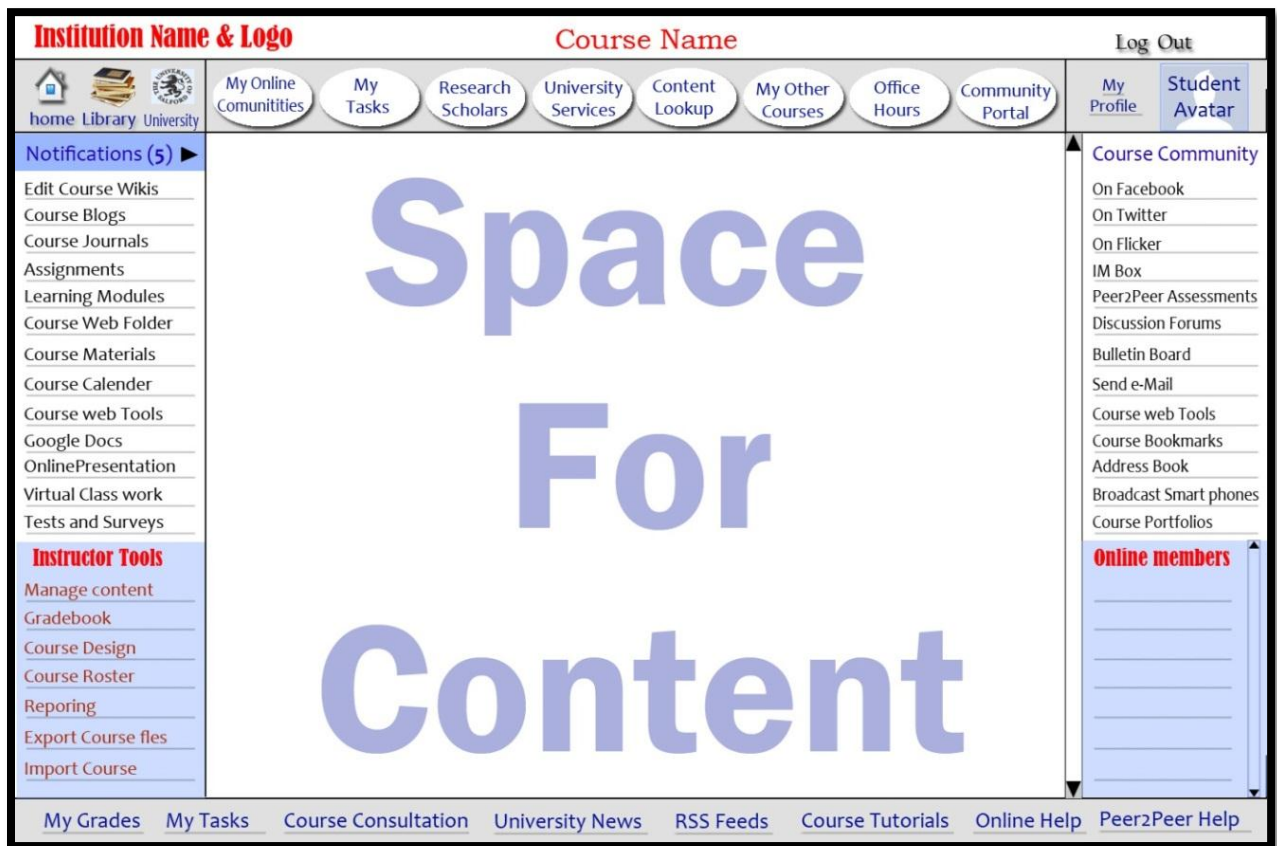 Institution Name & Logo
Course Name
Log Out
home Library University
THE UNIVERSITY OF SALFORD
My Online
Comunitities
My
Tasks
Research
Scholars
University
Services
Content
Lookup
My Other
Courses
Office
Hours
Community
Portal
My
Profile
Student
Avatar
Notifications (5)
Edit Course Wikis
Course Blogs
Course Journals
Assignments
Learning Modules
Course Web Folder
Course Materials
Course Calender
Course web Tools
Google Docs
OnlinePresentation
Virtual Class work
Tests and Surveys
Instructor Tools
Manage content
Gradebook
Course Design
Course Roster
Reporing
Export Course fles
Import Course
Space
For
Content
Course Community
On Facebook
On Twitter
On Flicker
IM Box
Peer2Peer Assessments
Discussion Forums
Bulletin Board
Send e-Mail
Course web Tools
Course Bookmarks
Address Book
Broadcast Smart phones
Course Portfolios
Online members
My Grades My Tasks Course Consultation University News RSS Feeds Course Tutorials Online Help Peer2Peer Help